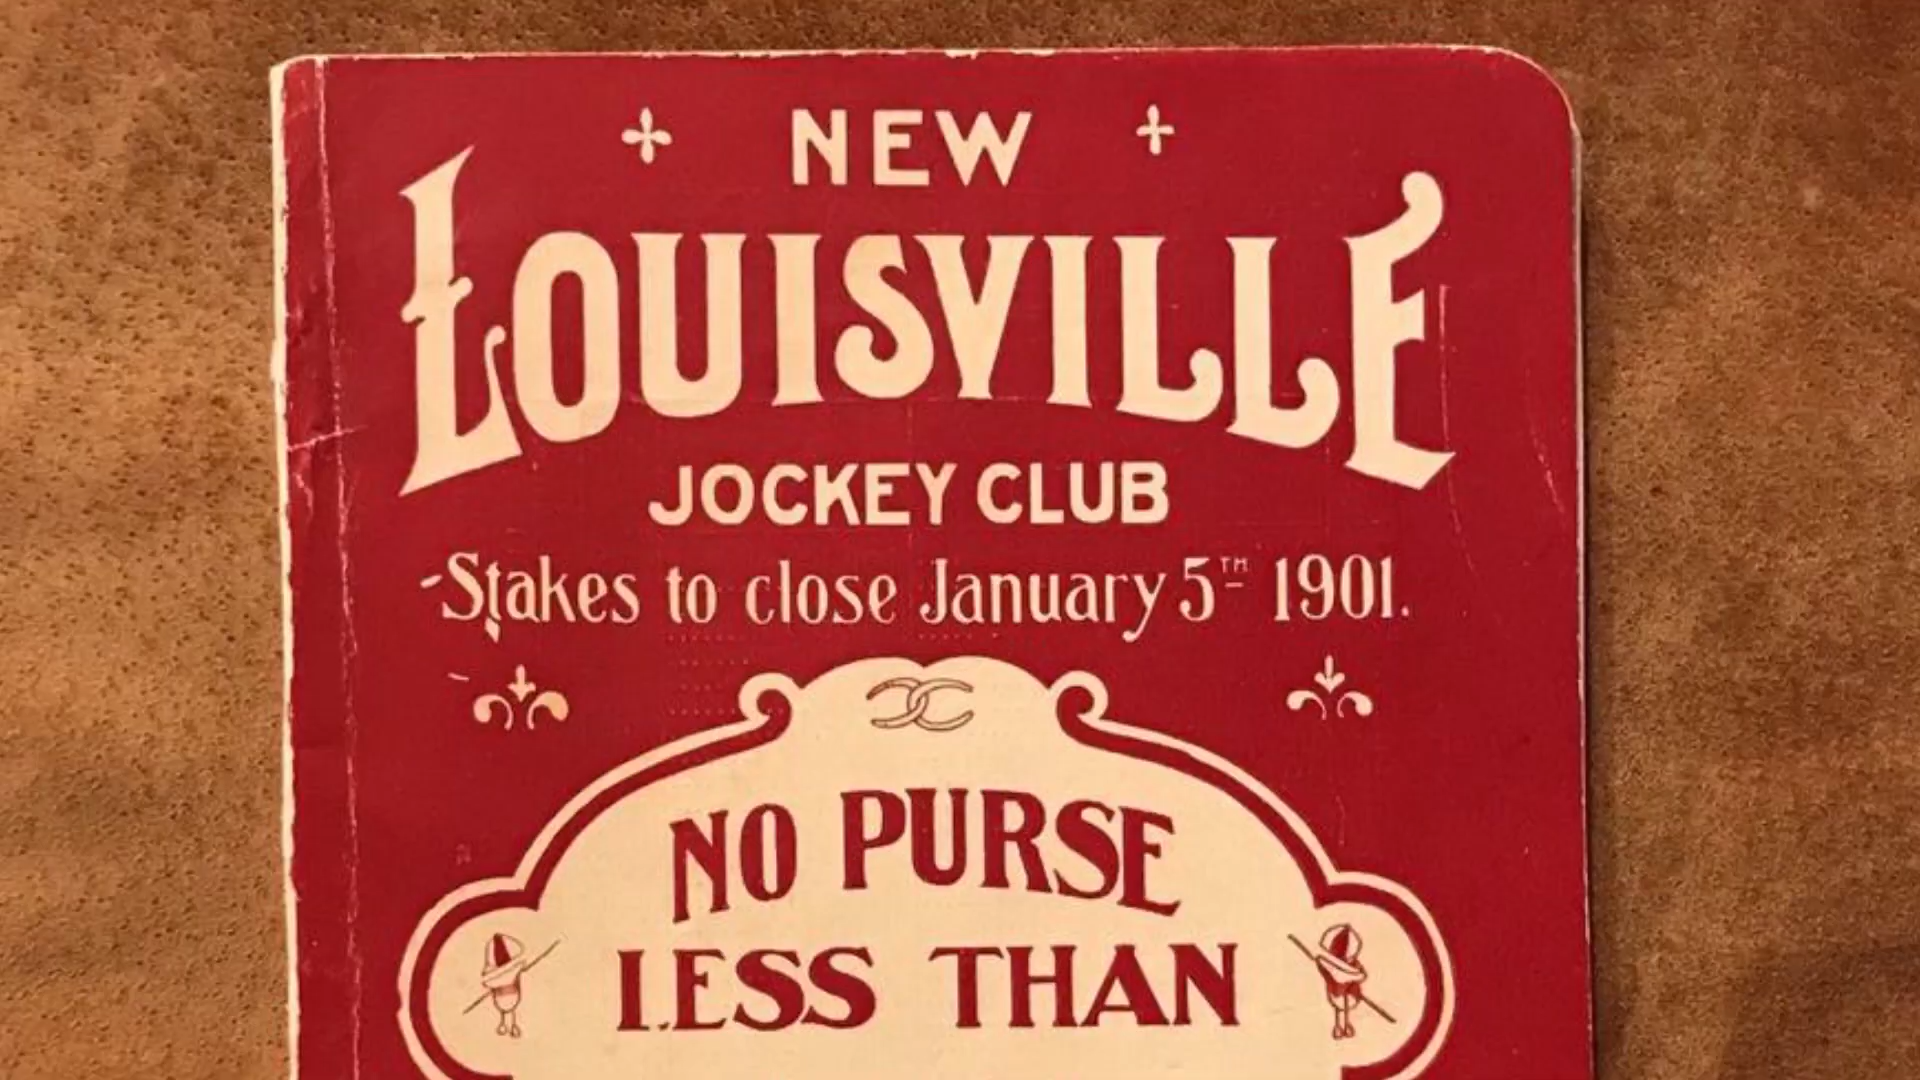 NEW
LOUISVILLE
JOCKEY CLUB
Stakes to close January 5TH 1901.
NO PURSE
LESS THAN